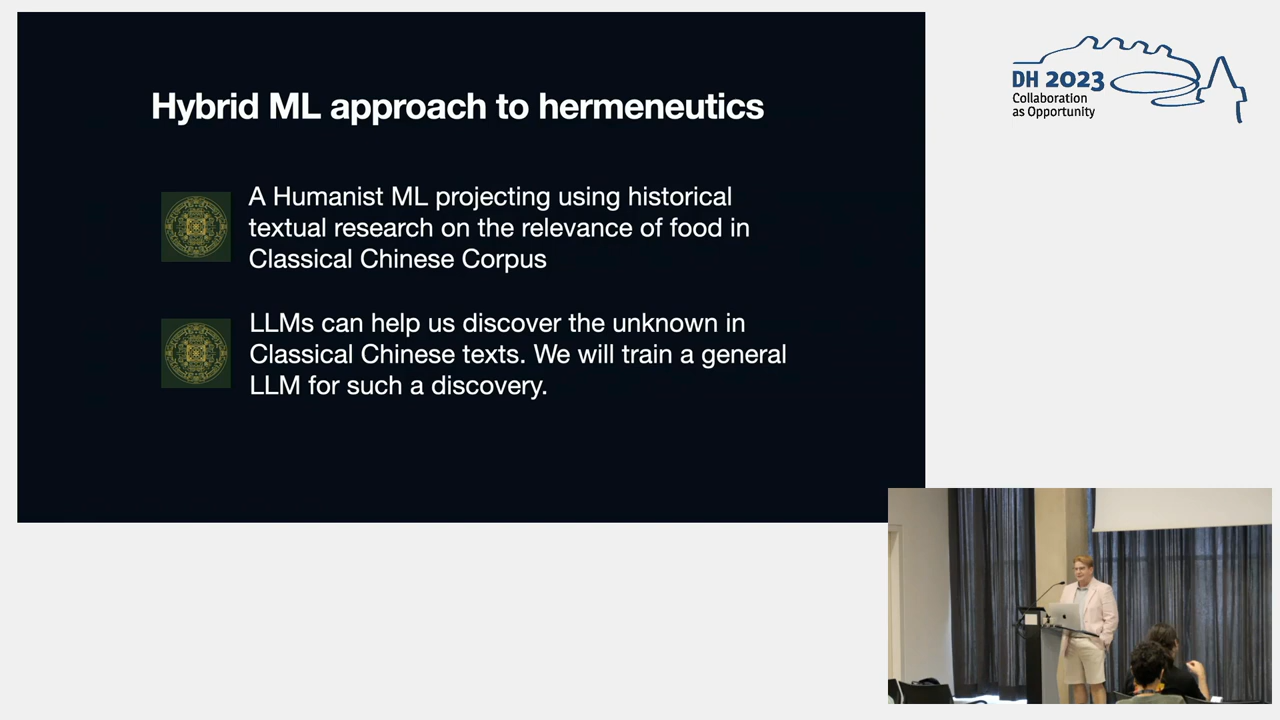 Hybrid ML approach to hermeneutics
A Humanist ML projecting using historical
textual research on the relevance of food in
Classical Chinese Corpus
LLMs can help us discover the unknown in
Classical Chinese texts. We will train a general
LLM for such a discovery.
DH 2023
Collaboration
as Opportunity